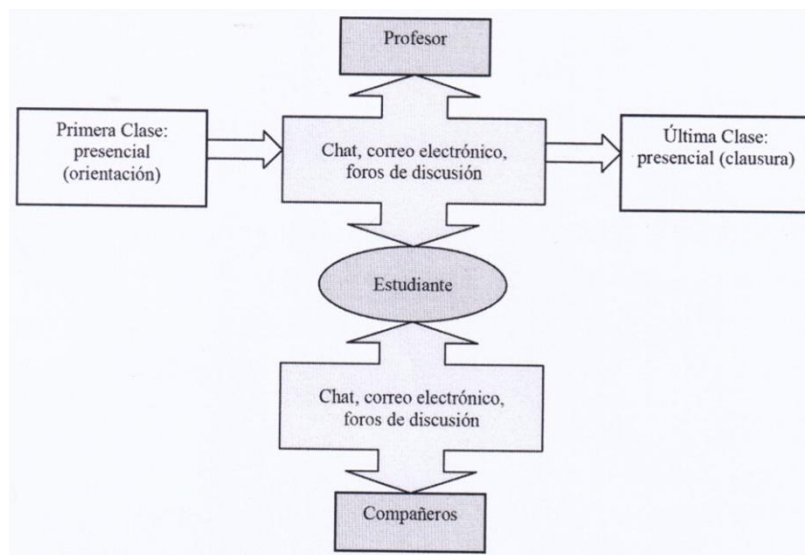 Profesor
Primera Clase:
presencial
(orientación)
Chat, correo electrónico,
foros de discusión
Última Clase:
presencial (clausura)
Estudiante
Chat, correo electrónico,
foros de discusión
Compañeros